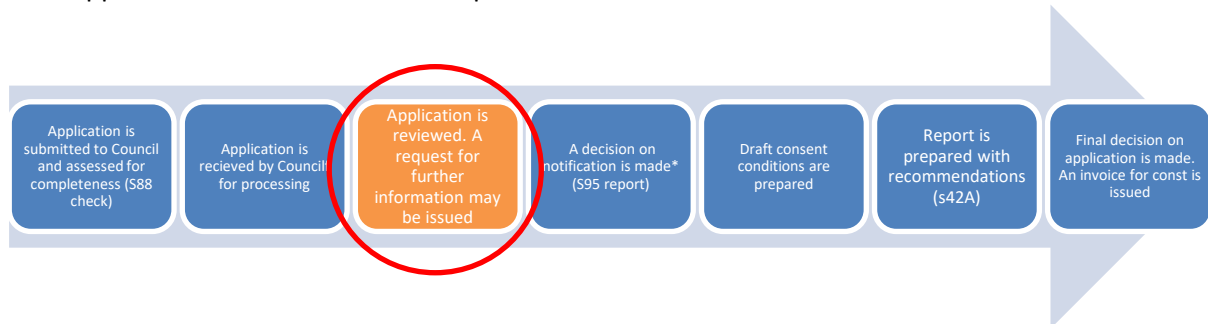 Application is
submitted to Council
and assessed for
completeness (S88
check)
Application is
recieved by Council
for processing
Application is
reviewed. A
request for
further
information may
be issued
A decision on
notification is made*
(S95 report)
Draft consent
conditions are
prepared
Report is
prepared with
recommendations
(s42A)
Final decision on
application is made.
An invoice for const is
issued